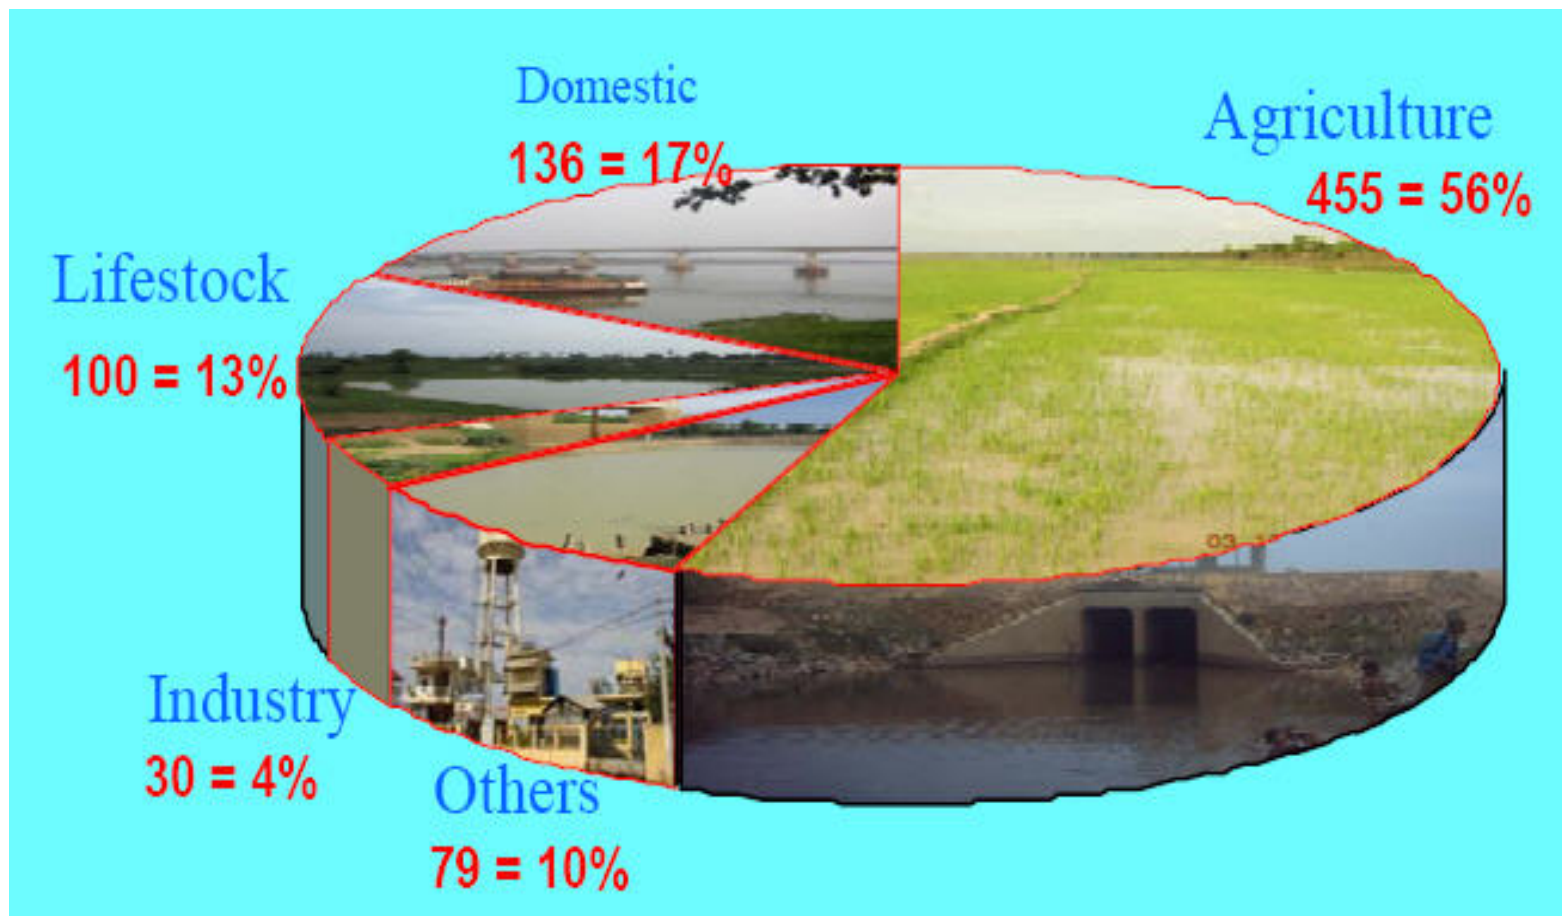 Domestic
136 = 17%
Agriculture
455 = 56%
Lifestock
100 = 13%
Industry
30 = 4%
Others
79 = 10%